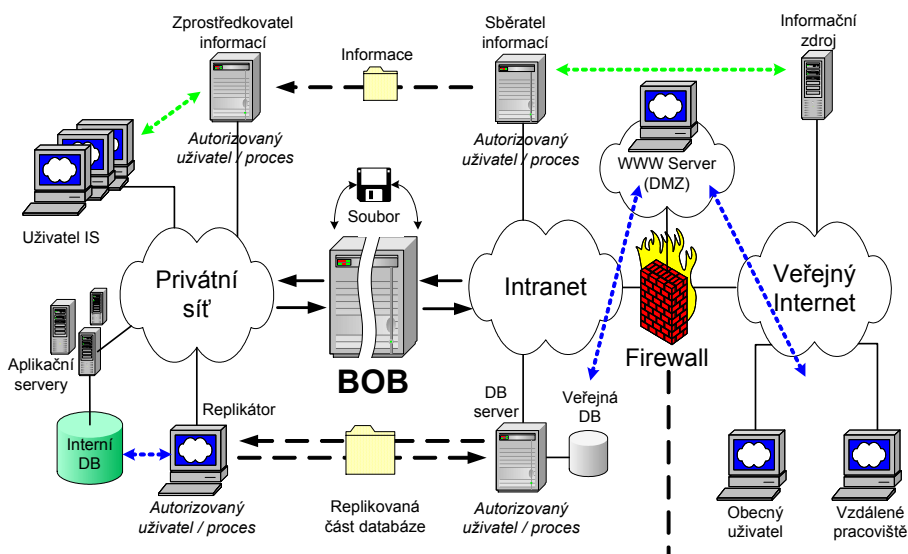 Zprostředkovatel
informací
Informace
Sběratel
informací
Informační
zdroj
Autorizovaný
uživatel / proces
Autorizovaný
uživatel / proces
WWW Server
(DMZ)
Uživatel IS
Soubor
Privátní
síť
Intranet
Veřejný
Internet
Aplikační
servery
BOB
Firewall
Replikátor
DB
server
Veřejná
DB
Interní
DB
Autorizovaný
uživatel / proces
Replikovaná
část databáze
Autorizovaný
uživatel / proces
Obecný
uživatel
Vzdálené
pracoviště